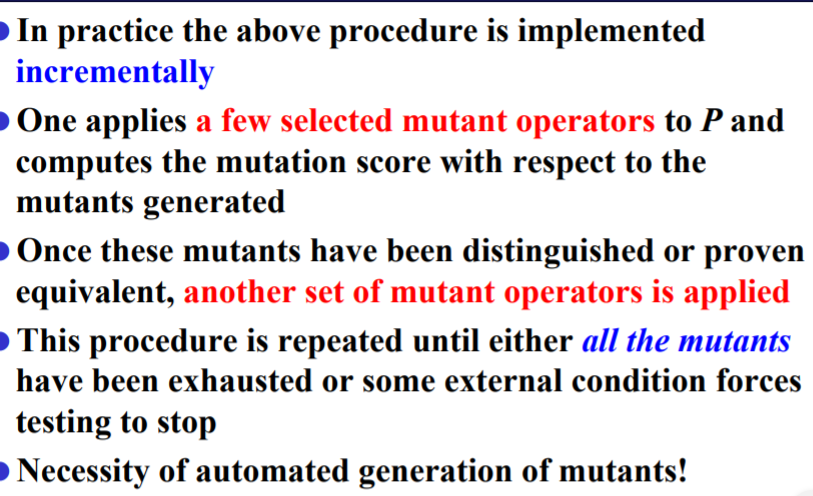 In practice the above procedure is implemented
incrementally
One applies a few selected mutant operators to P and
computes the mutation score with respect to the
mutants generated
Once these mutants have been distinguished or proven
equivalent, another set of mutant operators is applied
This procedure is repeated until either all the mutants
have been exhausted or some external condition forces
testing to stop
Necessity of automated generation of mutants!